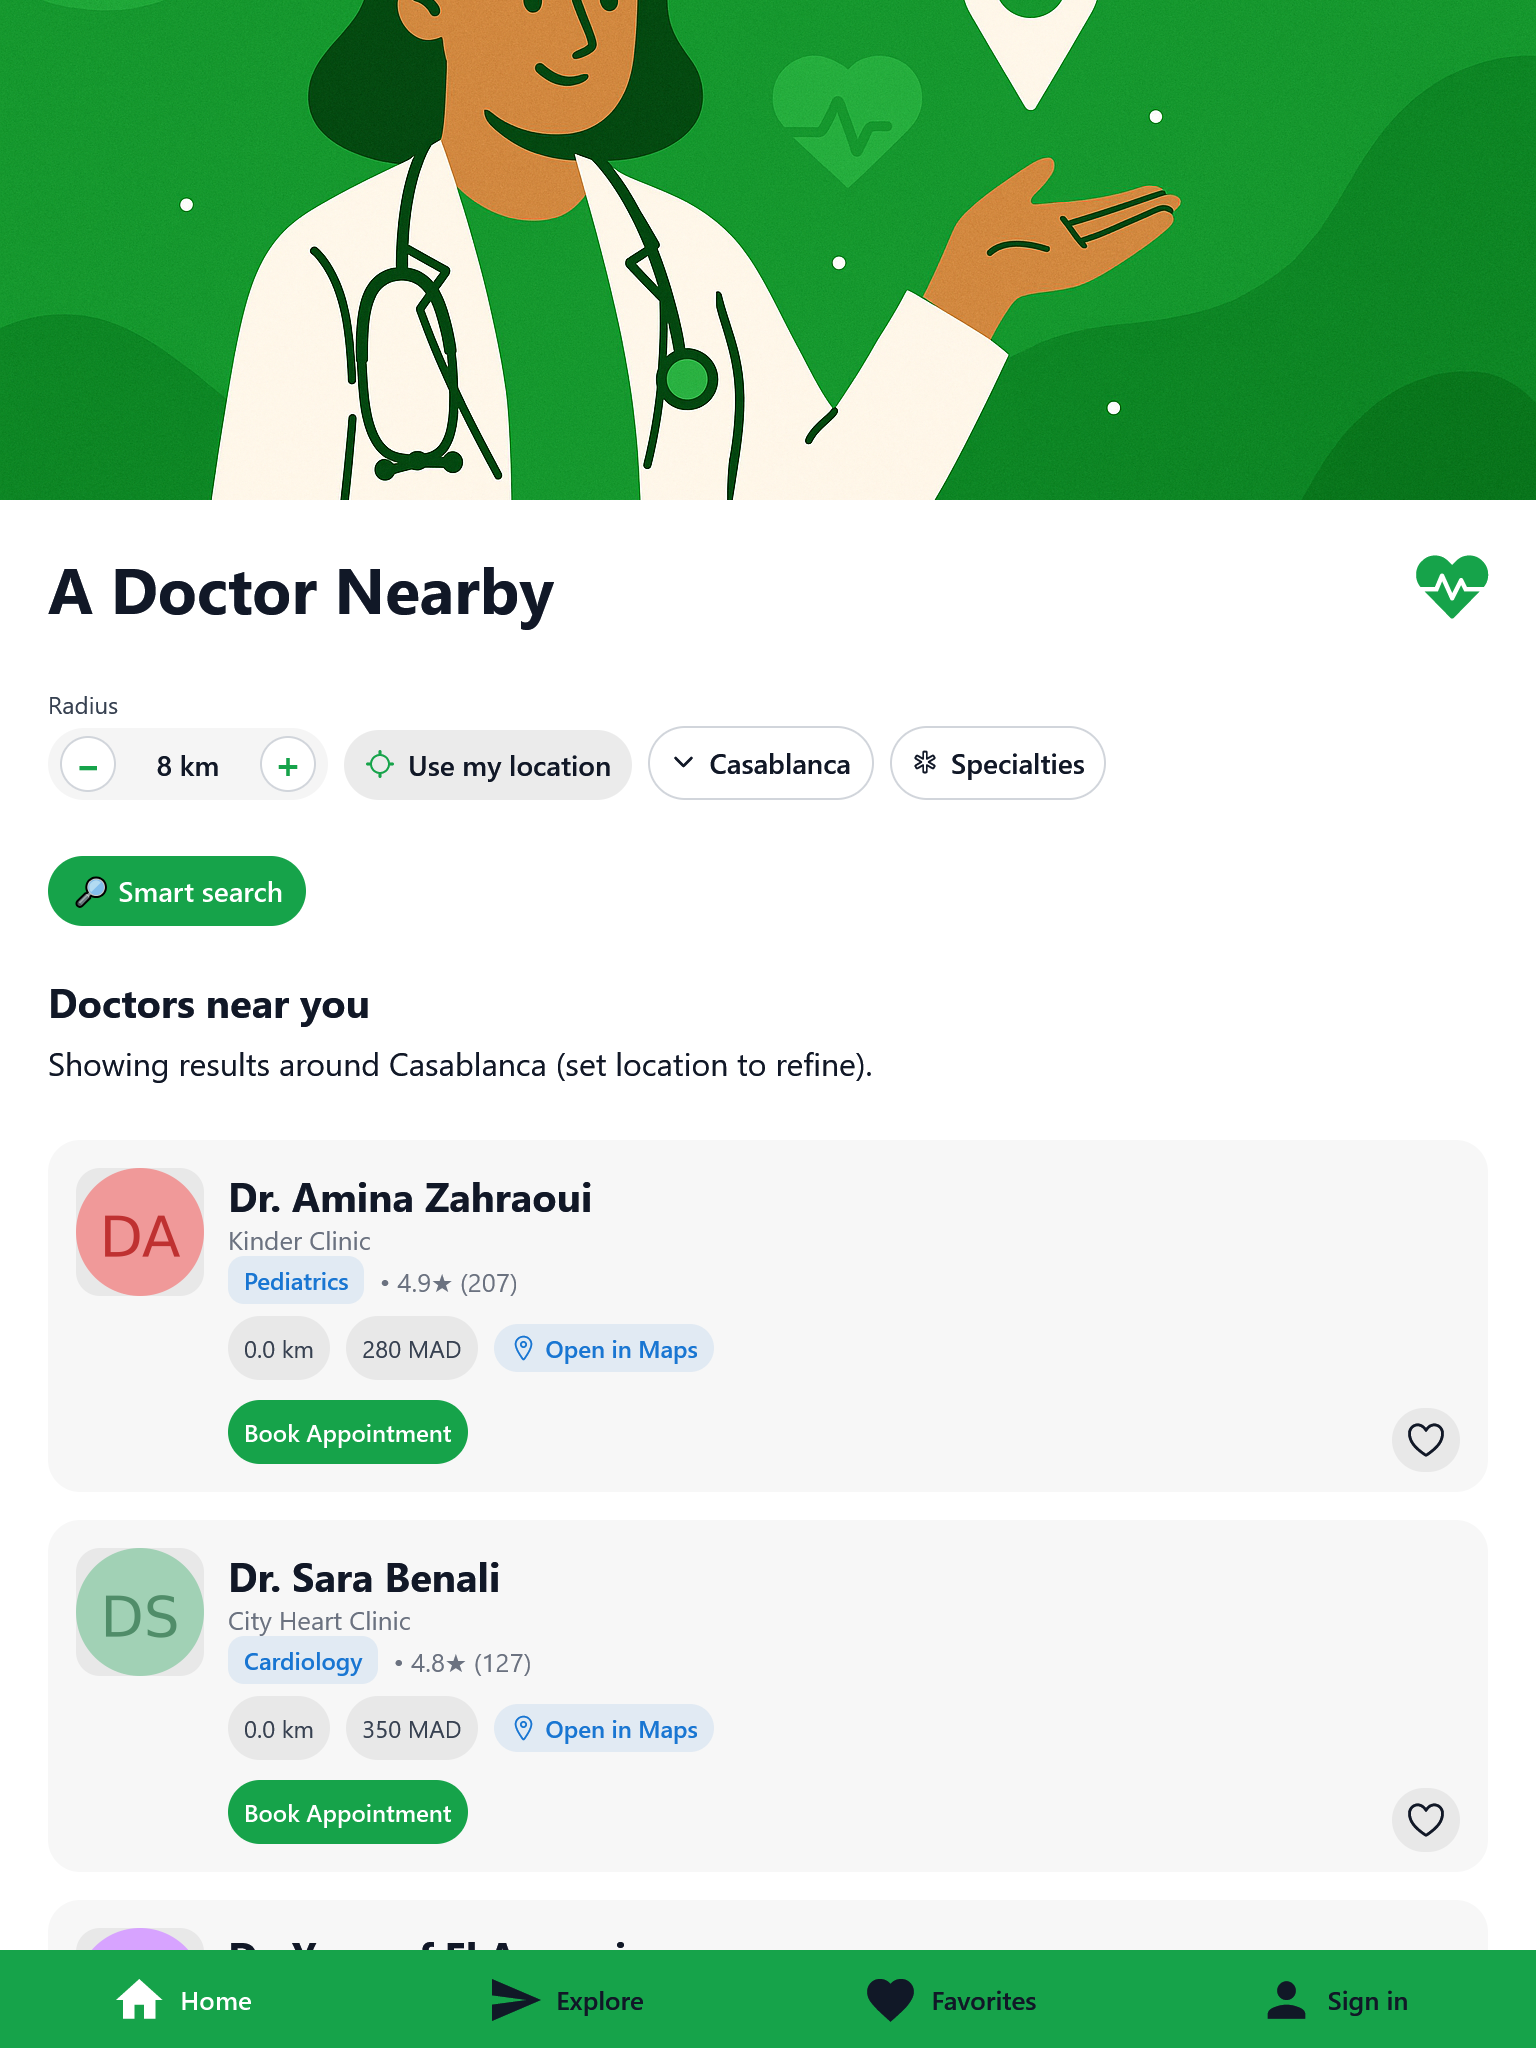 A Doctor Nearby
Radius
− 8 km + Use my location Casablanca Specialties
Smart search
Doctors near you
Showing results around Casablanca (set location to refine).
DA
Dr. Amina Zahraoui
Kinder Clinic
Pediatrics • 4.9★ (207)
0.0 km 280 MAD Open in Maps
Book Appointment
DS
Dr. Sara Benali
City Heart Clinic
Cardiology • 4.8★ (127)
0.0 km 350 MAD Open in Maps
Book Appointment
Home Explore Favorites Sign in